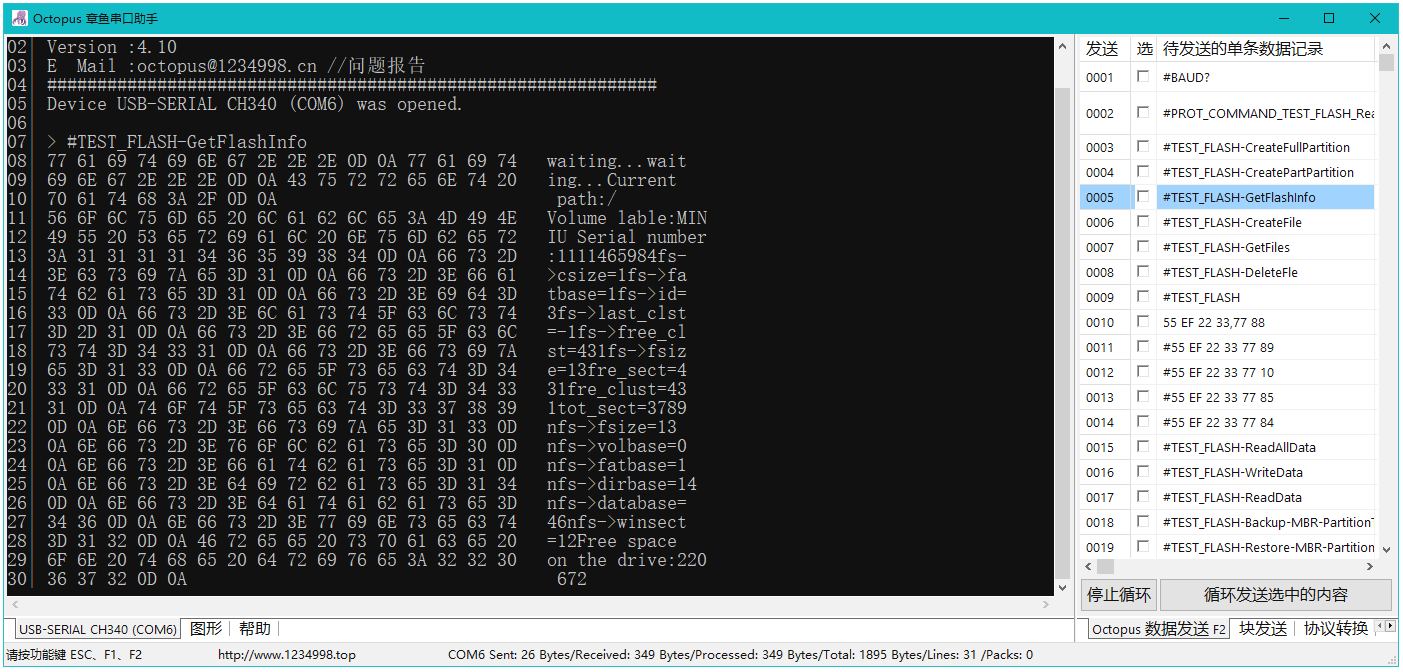 Octopus 章鱼串口助手
02 Version :4.10
03 E Mail :octopus@1234998.cn //问题报告
04 #############################################################
05 Device USB-SERIAL CH340 (COM6) was opened.
06
07 > #TEST_FLASH-GetFlashInfo
08 77 61 69 74 69 6E 67 2E 2E 2E 0D 0A 77 61 69 74 waiting...wait
09 69 6E 67 2E 2E 2E 0D 0A 43 75 72 72 65 6E 74 20 ing...Current
10 70 61 74 68 3A 2F 0D 0A path:/
11 56 6F 6C 75 6D 65 20 6C 61 62 6C 65 3A 4D 49 4E Volume lable:MIN
12 49 55 20 53 65 72 69 61 6C 20 6E 75 6D 62 65 72 IU Serial number
13 3A 31 31 31 31 34 36 35 39 38 34 0D 0A 66 73 2D :1111465984fs-
14 3E 63 73 69 7A 65 3D 31 0D 0A 66 73 2D 3E 66 61 >csize=1fs->fa
15 74 62 61 73 65 3D 31 0D 0A 66 73 2D 3E 69 64 3D tbase=1fs->id=
16 33 0D 0A 66 73 2D 3E 6C 61 73 74 5F 63 6C 73 74 3fs->last_clst
17 3D 2D 31 0D 0A 66 73 2D 3E 66 72 65 65 5F 63 6C =-1fs->free_cl
18 73 74 3D 34 33 31 0D 0A 66 73 2D 3E 66 73 69 7A st=431fs->fsiz
19 65 3D 31 33 0D 0A 66 72 65 5F 73 65 63 74 3D 34 e=13fre_sect=4
20 33 31 0D 0A 66 72 65 5F 63 6C 75 73 74 3D 34 33 31fre_clust=43
21 31 0D 0A 74 6F 74 5F 73 65 63 74 3D 33 37 38 39 1tot_sect=3789
22 0D 0A 6E 66 73 2D 3E 66 73 69 7A 65 3D 31 33 0D nfs->fsize=13
23 0A 6E 66 73 2D 3E 76 6F 6C 62 61 73 65 3D 30 0D nfs->volbase=0
24 0A 6E 66 73 2D 3E 66 61 74 62 61 73 65 3D 31 0D nfs->fatbase=1
25 0A 6E 66 73 2D 3E 64 69 72 62 61 73 65 3D 31 34 nfs->dirbase=14
26 0D 0A 6E 66 73 2D 3E 64 61 74 61 62 61 73 65 3D nfs->database=
27 34 36 0D 0A 6E 66 73 2D 3E 77 69 6E 73 65 63 74 46nfs->winsect
28 3D 31 32 0D 0A 46 72 65 65 20 73 70 61 63 65 20 =12Free space
29 6F 6E 20 74 68 65 20 64 72 69 76 65 3A 32 32 30 on the drive:220
30 36 37 32 0D 0A 672
USB-SERIAL CH340 (COM6) 图形 帮助
发送 选 待发送的单条数据记录
0001 #BAUD?
0002 #PROT_COMMAND_TEST_FLASH_Rea
0003 #TEST_FLASH-CreateFullPartition
0004 #TEST_FLASH-CreatePartPartition
0005 #TEST_FLASH-GetFlashInfo
0006 #TEST_FLASH-CreateFile
0007 #TEST_FLASH-GetFiles
0008 #TEST_FLASH-DeleteFle
0009 #TEST_FLASH
0010 55 EF 22 33,77 88
0011 #55 EF 22 33 77 89
0012 #55 EF 22 33 77 10
0013 #55 EF 22 33 77 85
0014 #55 EF 22 33 77 84
0015 #TEST_FLASH-ReadAllData
0016 #TEST_FLASH-WriteData
0017 #TEST_FLASH-ReadData
0018 #TEST_FLASH-Backup-MBR-PartitionT
0019 #TEST_FLASH-Restore-MBR-Partition
停止循环 循环发送选中的内容
Octopus 数据发送 F2 块发送 协议转换
请按功能键 ESC、F1、F2 http://www.1234998.top COM6 Sent: 26 Bytes/Received: 349 Bytes/Processed: 349 Bytes/Total: 1895 Bytes/Lines: 31 /Packs: 0